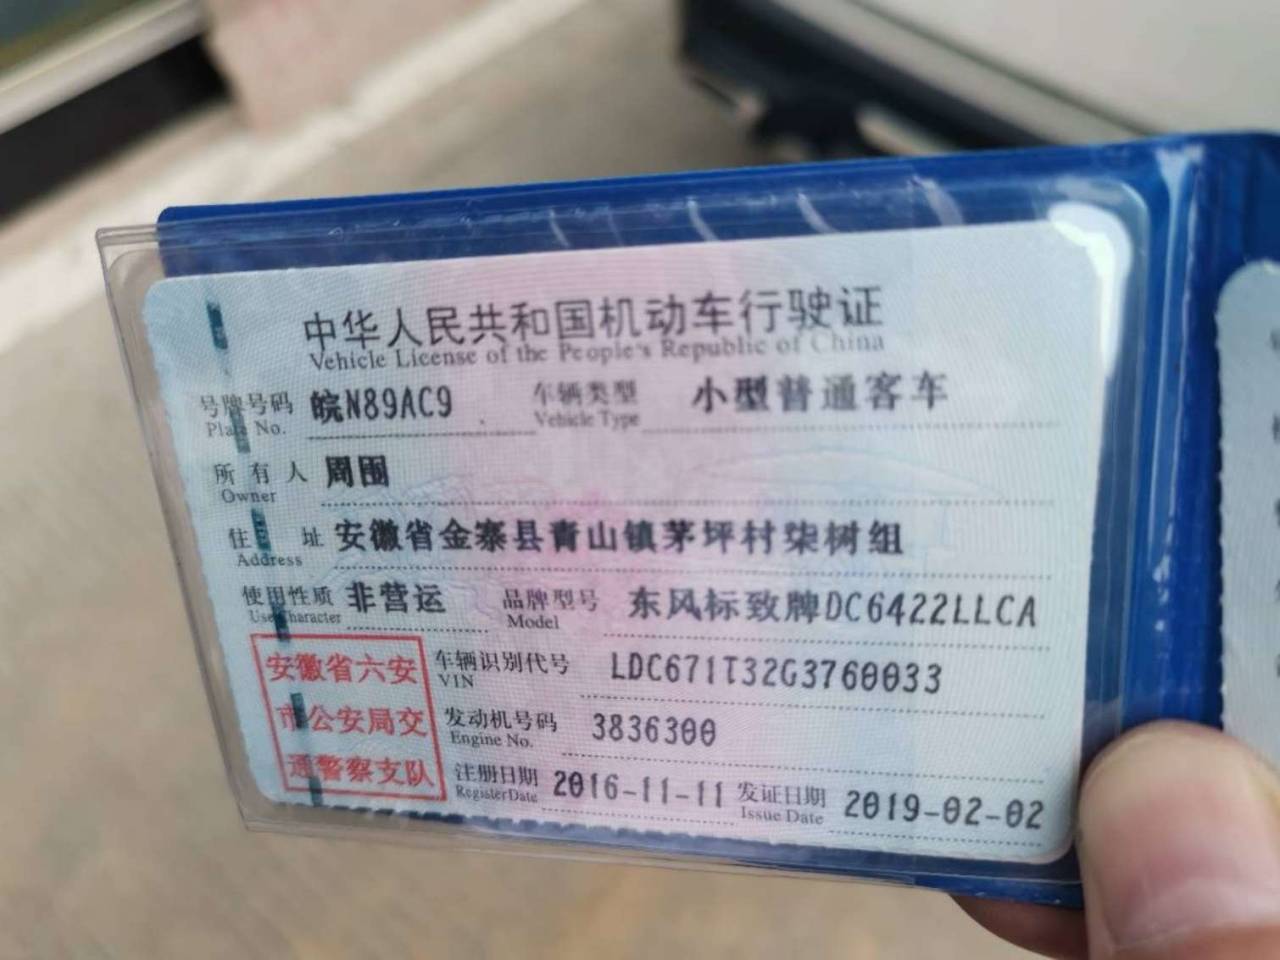 中华人民共和国机动车行驶证
Vehicle License of the People's Republic of China
号牌号码 皖N89AC9 车辆类型 小型普通客车
Plate No. Vehicle Type
所有人 周围
Owner
住址 安徽省金寨县青山镇茅坪村柴树组
Address
使用性质 非营运 品牌型号 东风标致牌DC6422LLCA
Use Character Model
车辆识别代号 LDC671T32G3760033
VIN
发动机号码 3836300
Engine No.
注册日期 2016-11-11 发证日期 2019-02-02
Register Date Issue Date
安徽省六安
市公安局交
通警察支队